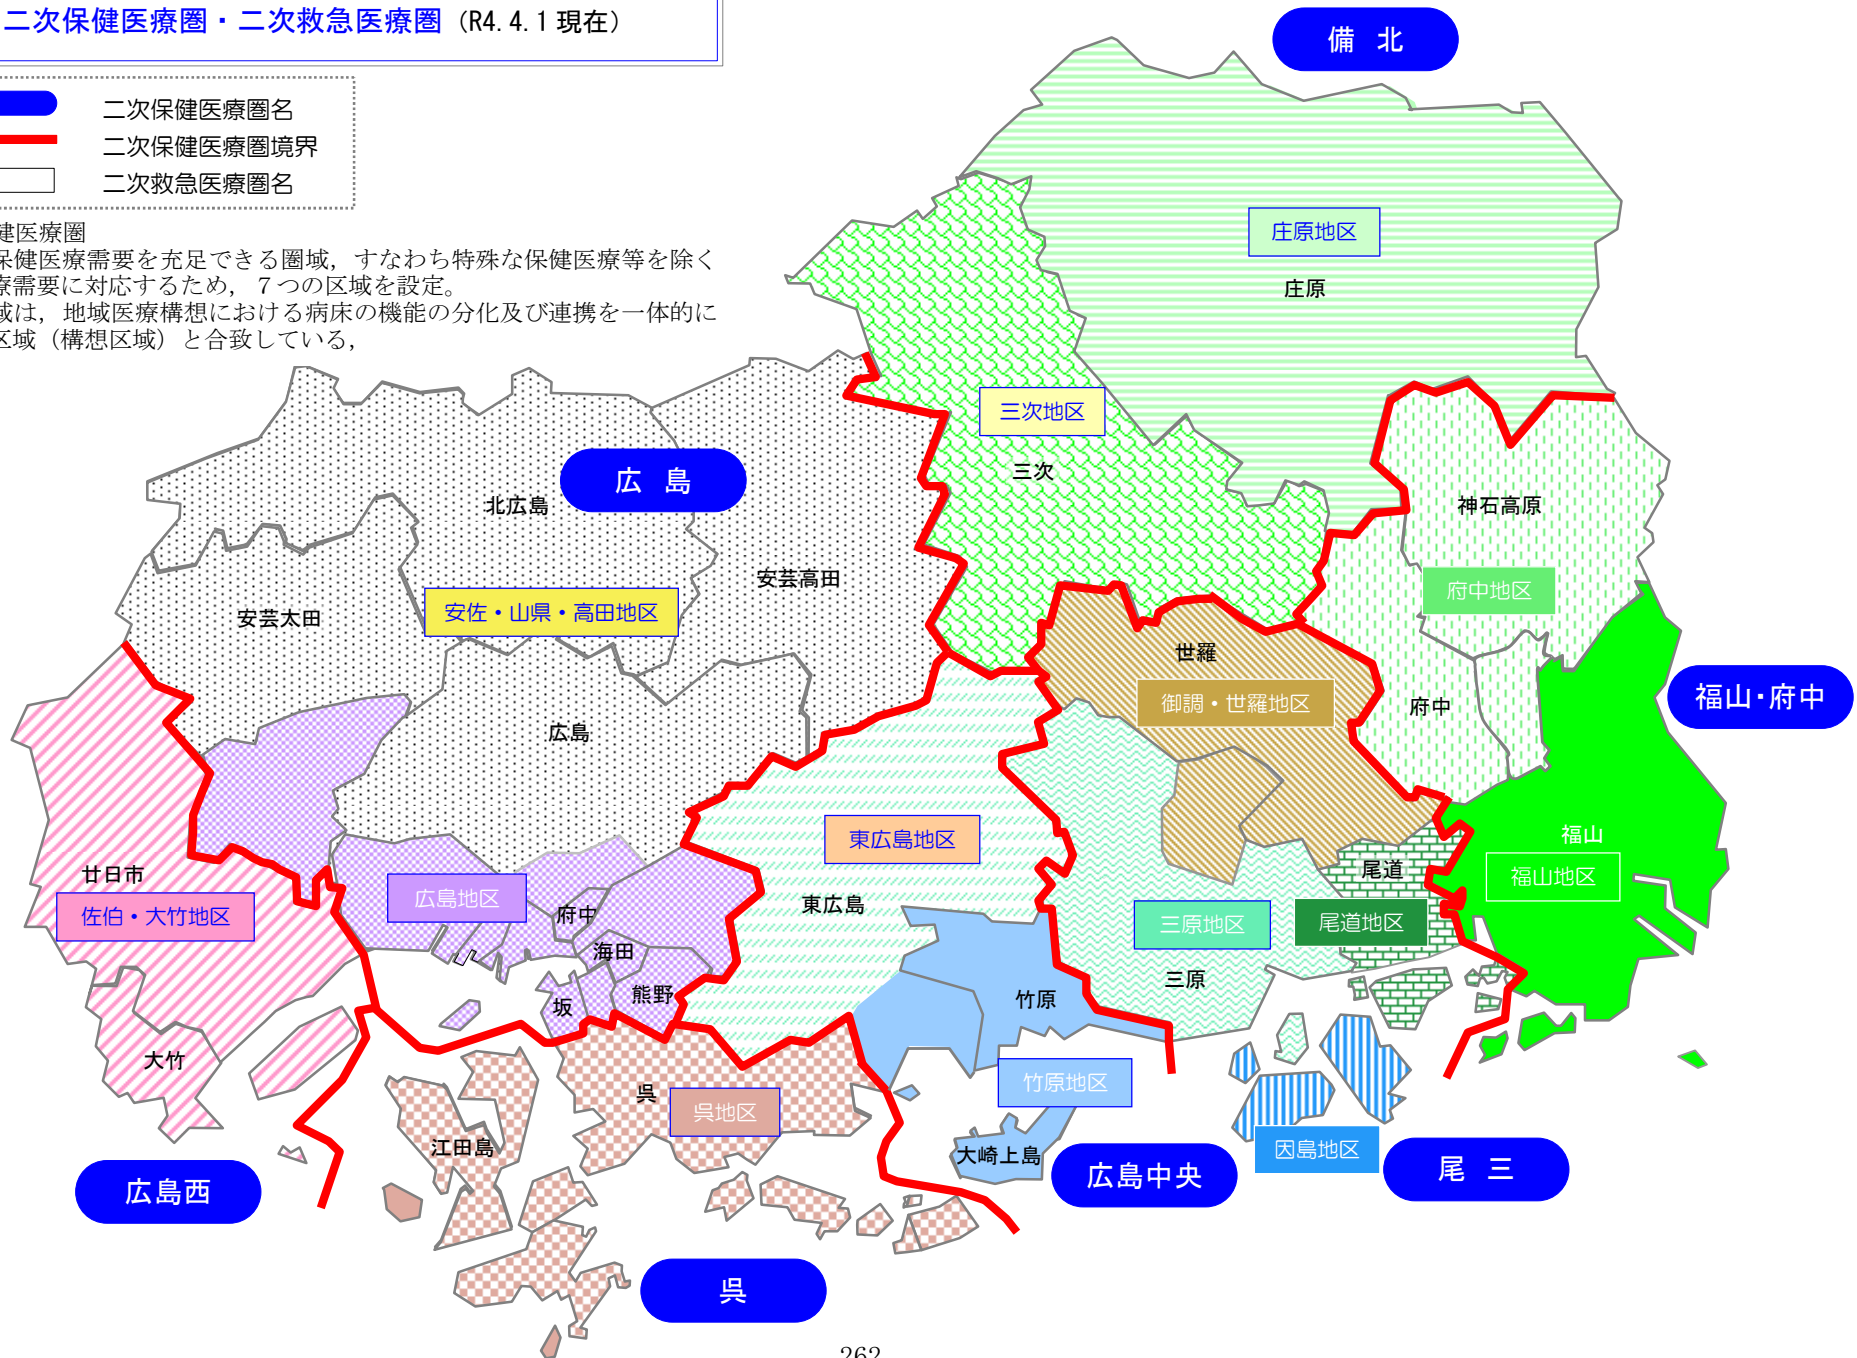 二次保健医療圏・二次救急医療圏（R4.4.1現在）
二次保健医療圏名
二次保健医療圏境界
二次救急医療圏名
健医療圏
保健医療需要を充足できる圏域，すなわち特殊な保健医療等を除く
療需要に対応するため，７つの区域を設定。
域は，地域医療構想における病床の機能の分化及び連携を一体的に
区域（構想区域）と合致している，
備 北
庄原地区
庄原
三次地区
三次
広 島
北広島
神石高原
安芸高田
府中地区
安佐・山県・高田地区
安芸太田
世羅
御調・世羅地区
福山・府中
府中
広島
東広島地区
福山
福山地区
尾道
廿日市
佐伯・大竹地区
広島地区
府中
東広島
三原地区
尾道地区
海田
三原
熊野
坂
竹原
大竹
竹原地区
呉
呉地区
江田島
大崎上島
因島地区
広島西
広島中央
尾 三
呉
262